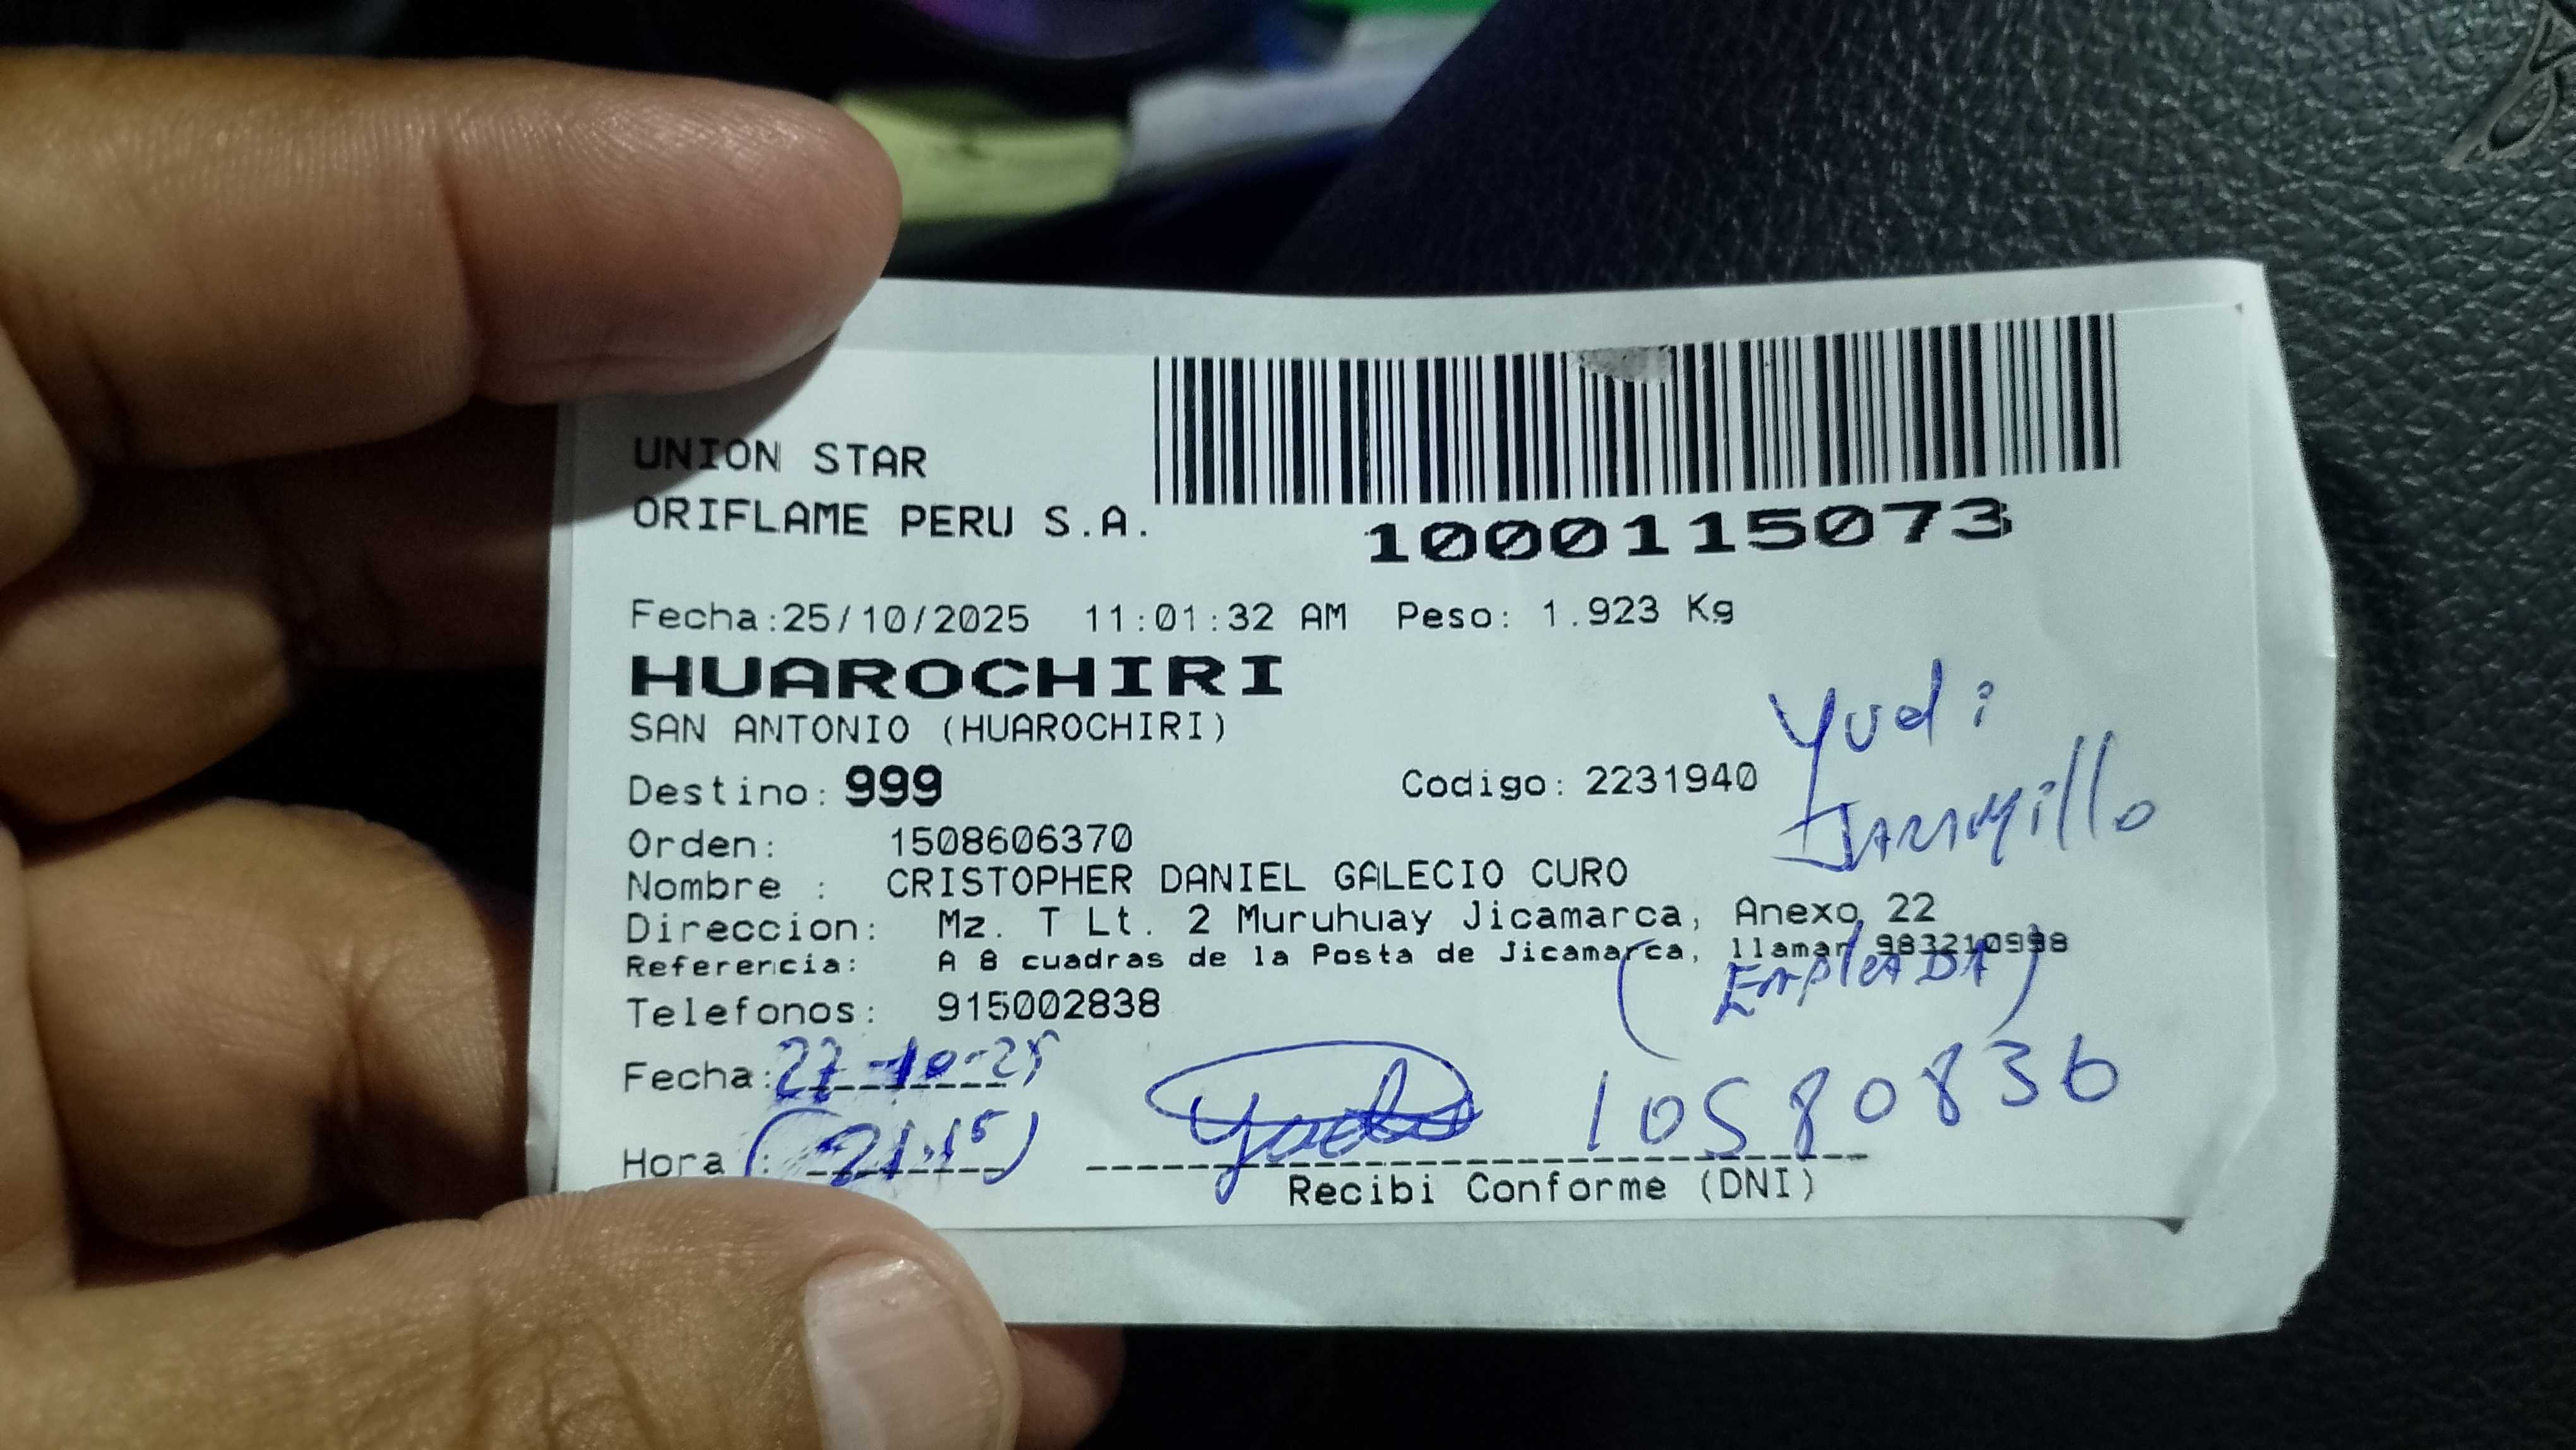 UNION STAR
ORIFLAME PERU S.A.
1000115073
Fecha:25/10/2025 11:01:32 AM Peso: 1.923 Kg
HUAROCHIRI
SAN ANTONIO (HUAROCHIRI)
Yudi
Jaramillo
Destino: 999 Codigo: 2231940
Orden: 1508606370
Nombre : CRISTOPHER DANIEL GALECIO CURO
Direccion: Mz. T Lt. 2 Muruhuay Jicamarca, Anexo 22
Referencia: A 8 cuadras de la Posta de Jicamarca, llamar 983210998
(EmpleaDA)
Telefonos: 915002838
Fecha: 27-10-25
Hora : (21:15) 10580836
Recibi Conforme (DNI)